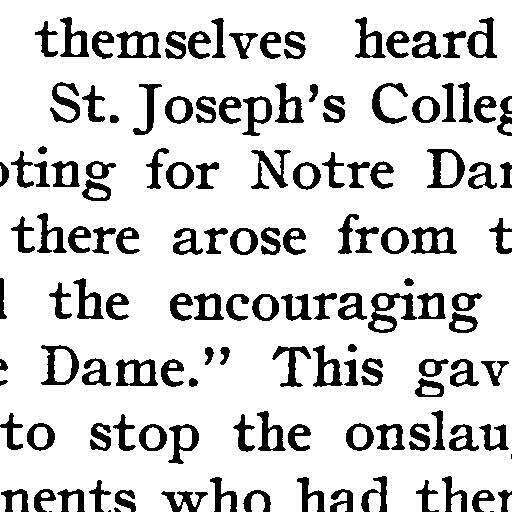 themselves heard
St. Joseph's Colleg
oting for Notre Dam
there arose from t
the encouraging
e Dame." This gav
to stop the onslau
nents who had ther